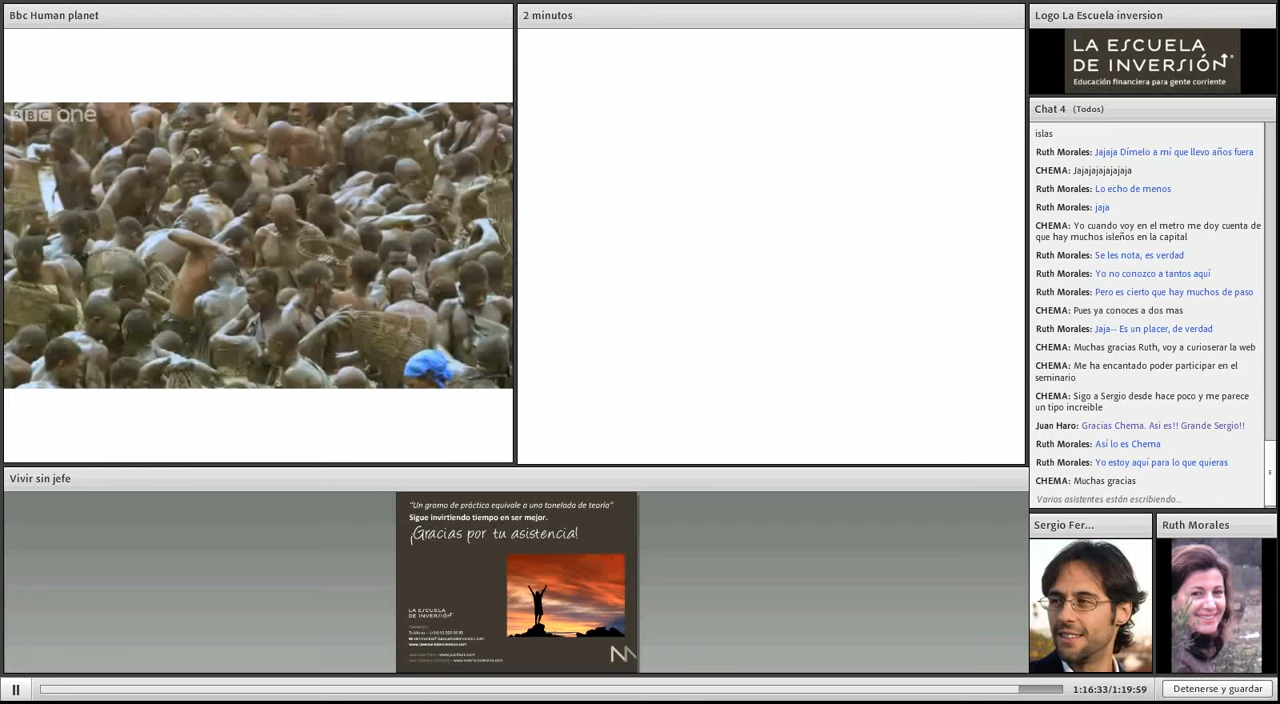 Bbc Human planet
BBC one
2 minutos
Logo La Escuela inversion
LA ESCUELA
DE INVERSIÓN
Educación financiera para gente corriente
Chat 4 (Todos)
islas
Ruth Morales: Jajaja Dímelo a mí que llevo años fuera
CHEMA: Jajajajajajaja
Ruth Morales: Lo echo de menos
Ruth Morales: jaja
CHEMA: Yo cuando voy en el metro me doy cuenta de
que hay muchos isleños en la capital
Ruth Morales: Se les nota, es verdad
Ruth Morales: Yo no conozco a tantos aquí
Ruth Morales: Pero es cierto que hay muchos de paso
CHEMA: Pues ya conoces a dos mas
Ruth Morales: Jaja-- Es un placer, de verdad
CHEMA: Muchas gracias Ruth, voy a curioserar la web
CHEMA: Me ha encantado poder participar en el
seminario
CHEMA: Sigo a Sergio desde hace poco y me parece
un tipo increible
Juan Haro: Gracias Chema. Asi es!! Grande Sergio!!
Ruth Morales: Así lo es Chema
Ruth Morales: Yo estoy aquí para lo que quieras
CHEMA: Muchas gracias
Varios asistentes están escribiendo...
Vivir sin jefe
“Un gramo de práctica equivale a una tonelada de teoría”
Sigue invirtiendo tiempo en ser mejor.
¡Gracias por tu asistencia!
LA ESCUELA
DE INVERSIÓN
Sergio Fer...
Ruth Morales
1:16:33/1:19:59
Detenerse y guardar